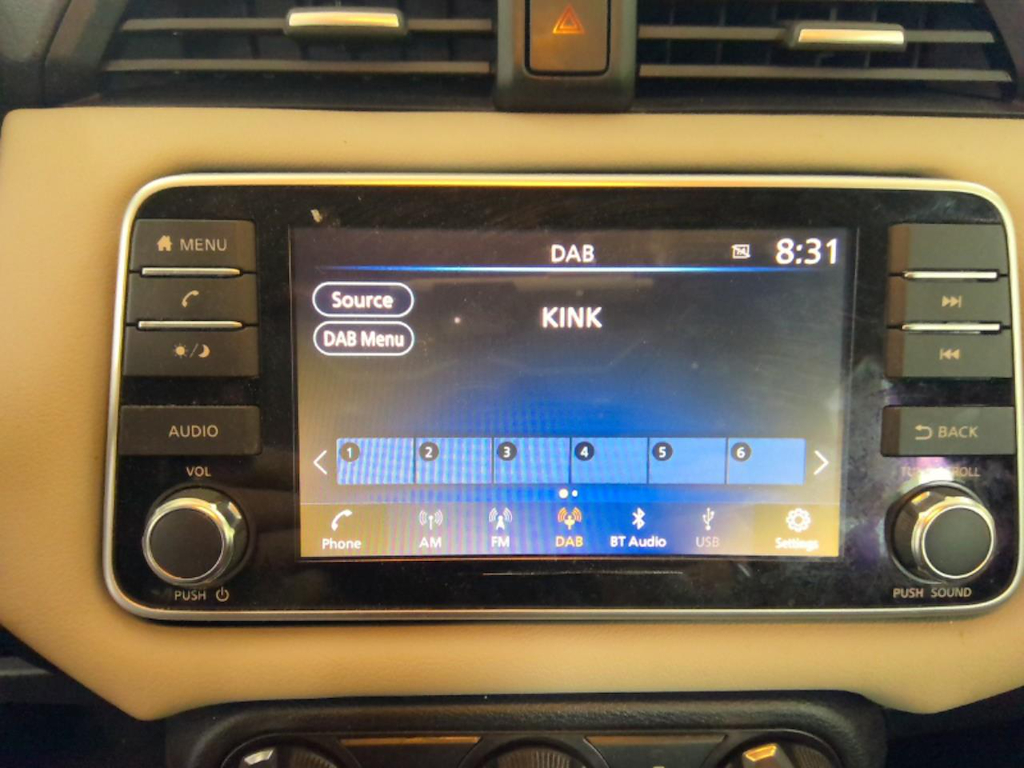 MENU
DAB
8:31
Source
KINK
DAB Menu
AUDIO
BACK
1 2 3 4 5 6
VOL
Phone AM FM DAB BT Audio USB Settings
PUSH
PUSH SOUND